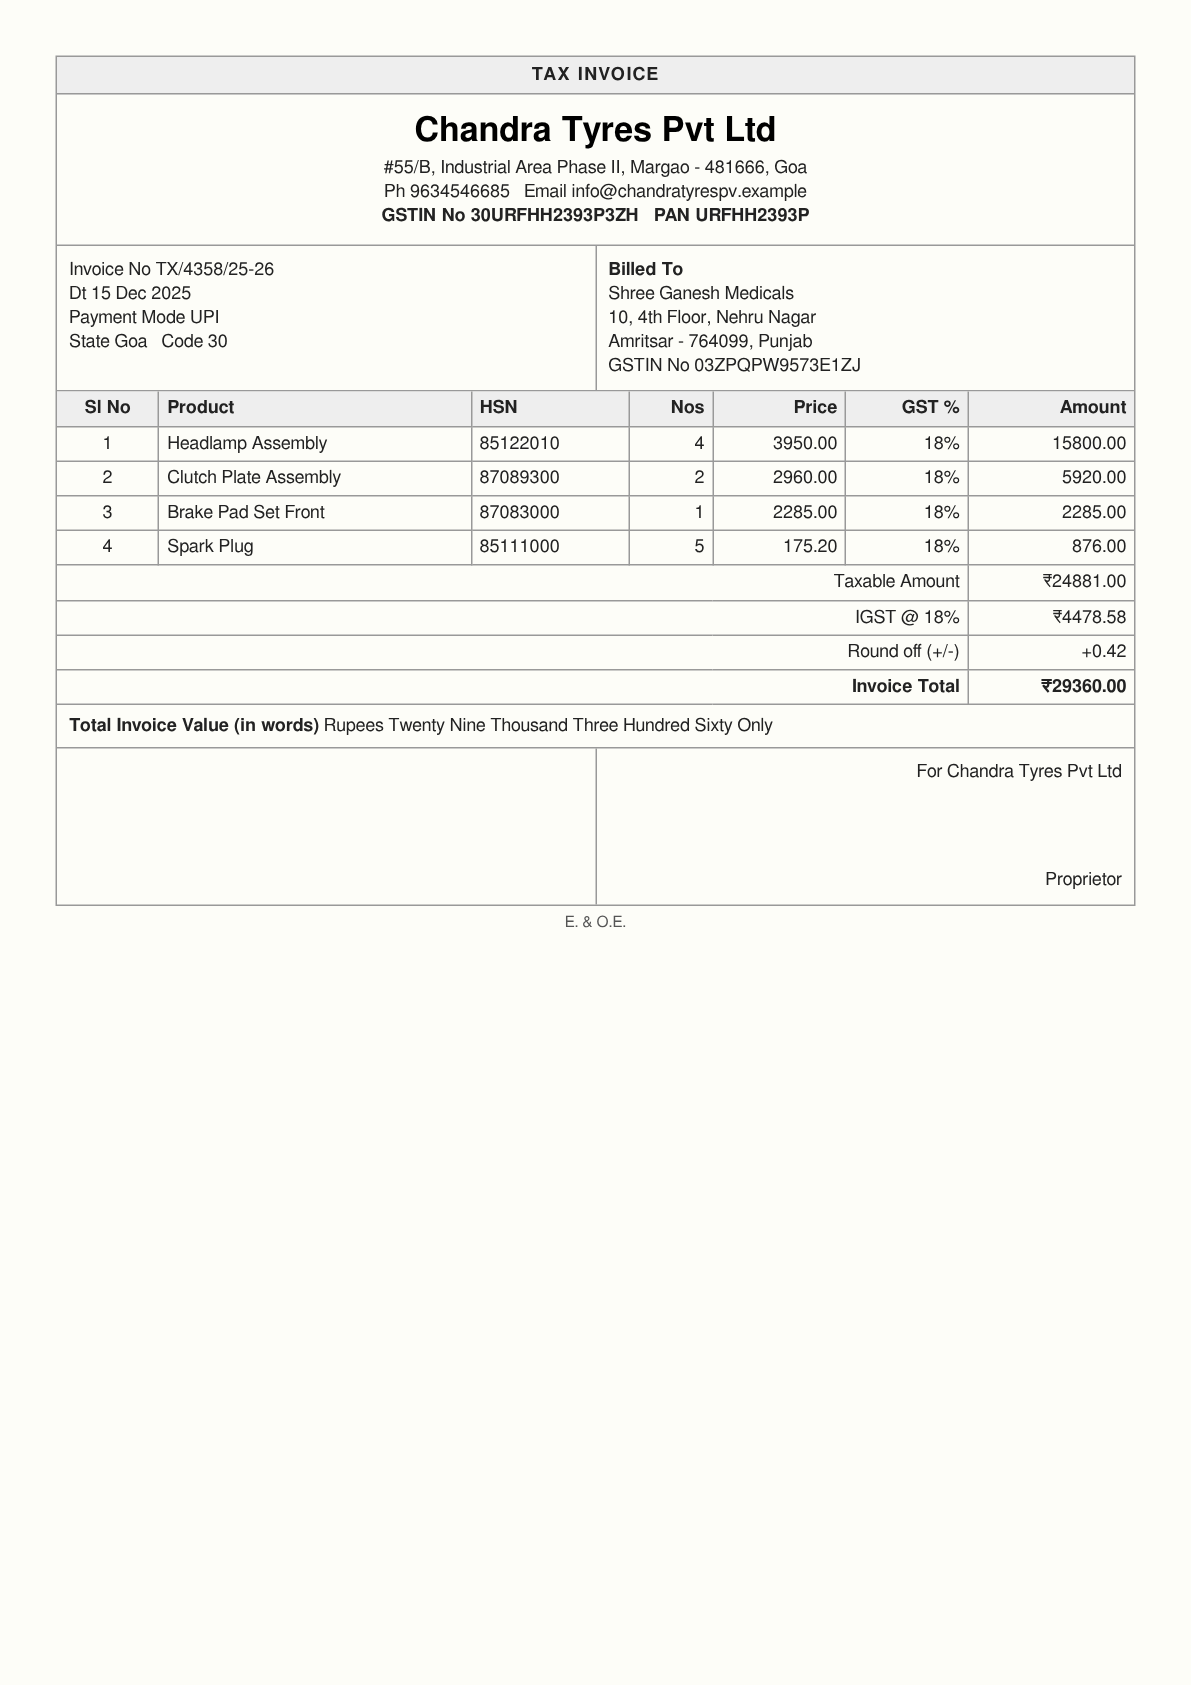 TAX INVOICE
Chandra Tyres Pvt Ltd
#55/B, Industrial Area Phase II, Margao - 481666, Goa
Ph 9634546685 Email info@chandratyrespv.example
GSTIN No 30URFHH2393P3ZH PAN URFHH2393P
Invoice No TX/4358/25-26
Dt 15 Dec 2025
Payment Mode UPI
State Goa Code 30
Billed To
Shree Ganesh Medicals
10, 4th Floor, Nehru Nagar
Amritsar - 764099, Punjab
GSTIN No 03ZPQPW9573E1ZJ
Sl No Product HSN Nos Price GST % Amount
1 Headlamp Assembly 85122010 4 3950.00 18% 15800.00
2 Clutch Plate Assembly 87089300 2 2960.00 18% 5920.00
3 Brake Pad Set Front 87083000 1 2285.00 18% 2285.00
4 Spark Plug 85111000 5 175.20 18% 876.00
Taxable Amount ₹24881.00
IGST @ 18% ₹4478.58
Round off (+/-) +0.42
Invoice Total ₹29360.00
Total Invoice Value (in words) Rupees Twenty Nine Thousand Three Hundred Sixty Only
For Chandra Tyres Pvt Ltd
Proprietor
E. & O.E.